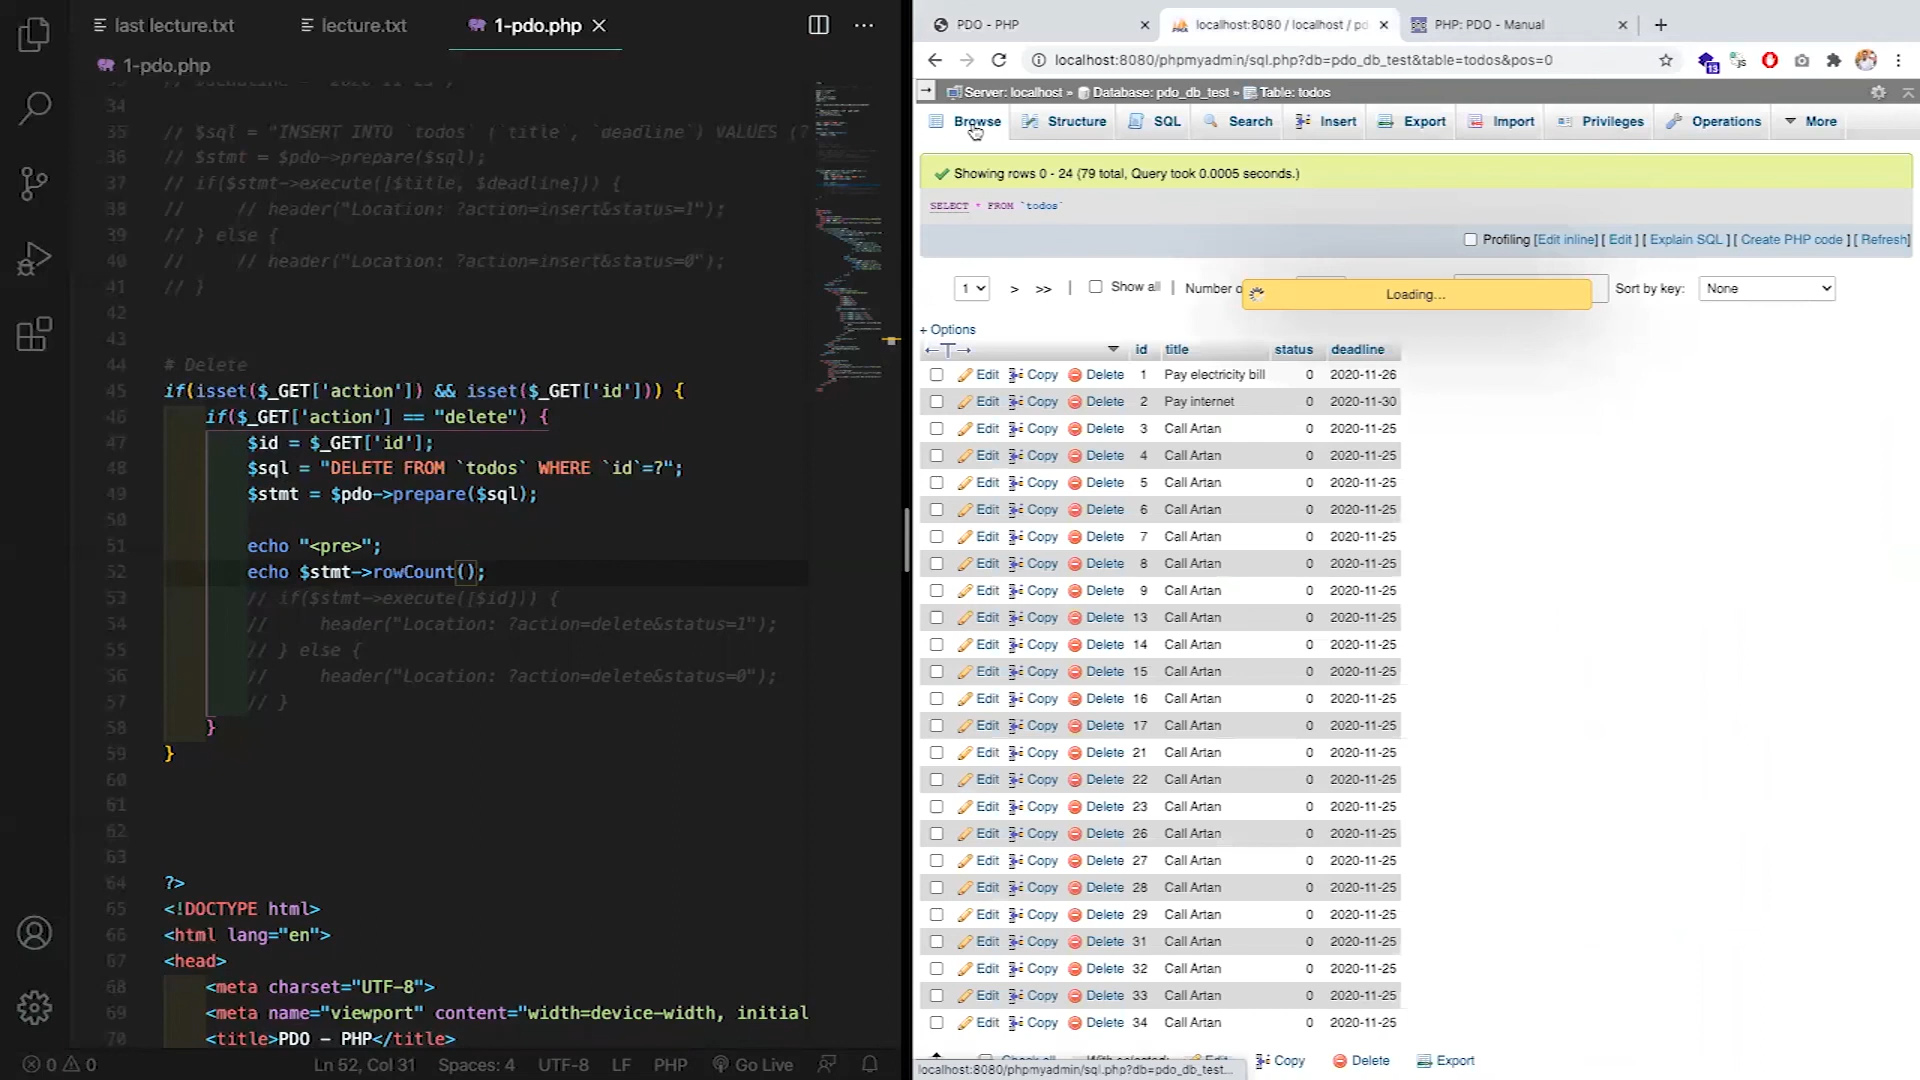 last lecture.txt
lecture.txt
1-pdo.php
1-pdo.php
34
35 // $sql = "INSERT INTO `todos` (`title`, `deadline`) VALUES (?
36 // $stmt = $pdo->prepare($sql);
37 // if($stmt->execute([$title, $deadline])) {
38 //     // header("Location: ?action=insert&status=1");
39 // } else {
40 //     // header("Location: ?action=insert&status=0");
41 // }
42
43
44 # Delete
45 if(isset($_GET['action']) && isset($_GET['id'])) {
46     if($_GET['action'] == "delete") {
47         $id = $_GET['id'];
48         $sql = "DELETE FROM `todos` WHERE `id`=?";
49         $stmt = $pdo->prepare($sql);
50
51         echo "<pre>";
52         echo $stmt->rowCount();
53         // if($stmt->execute([$id])) {
54         //     header("Location: ?action=delete&status=1");
55         // } else {
56         //     header("Location: ?action=delete&status=0");
57         // }
58     }
59 }
60
61
62
63
64 ?>
65 <!DOCTYPE html>
66 <html lang="en">
67 <head>
68     <meta charset="UTF-8">
69     <meta name="viewport" content="width=device-width, initial
70     <title>PDO - PHP</title>
0 0 Ln 52, Col 31 Spaces: 4 UTF-8 LF PHP Go Live
PDO - PHP
localhost:8080 / localhost / pd
PHP: PDO - Manual
localhost:8080/phpmyadmin/sql.php?db=pdo_db_test&table=todos&pos=0
13
Server: localhost » Database: pdo_db_test » Table: todos
Browse Structure SQL Search Insert Export Import Privileges Operations More
Showing rows 0 - 24 (79 total, Query took 0.0005 seconds.)
SELECT * FROM `todos`
Profiling [Edit inline] [ Edit ] [ Explain SQL ] [ Create PHP code ] [ Refresh]
1 > >> | Show all | Number o
Loading...
Sort by key: None
+ Options
id title status deadline
Edit Copy Delete 1 Pay electricity bill 0 2020-11-26
Edit Copy Delete 2 Pay internet 0 2020-11-30
Edit Copy Delete 3 Call Artan 0 2020-11-25
Edit Copy Delete 4 Call Artan 0 2020-11-25
Edit Copy Delete 5 Call Artan 0 2020-11-25
Edit Copy Delete 6 Call Artan 0 2020-11-25
Edit Copy Delete 7 Call Artan 0 2020-11-25
Edit Copy Delete 8 Call Artan 0 2020-11-25
Edit Copy Delete 9 Call Artan 0 2020-11-25
Edit Copy Delete 13 Call Artan 0 2020-11-25
Edit Copy Delete 14 Call Artan 0 2020-11-25
Edit Copy Delete 15 Call Artan 0 2020-11-25
Edit Copy Delete 16 Call Artan 0 2020-11-25
Edit Copy Delete 17 Call Artan 0 2020-11-25
Edit Copy Delete 21 Call Artan 0 2020-11-25
Edit Copy Delete 22 Call Artan 0 2020-11-25
Edit Copy Delete 23 Call Artan 0 2020-11-25
Edit Copy Delete 26 Call Artan 0 2020-11-25
Edit Copy Delete 27 Call Artan 0 2020-11-25
Edit Copy Delete 28 Call Artan 0 2020-11-25
Edit Copy Delete 29 Call Artan 0 2020-11-25
Edit Copy Delete 31 Call Artan 0 2020-11-25
Edit Copy Delete 32 Call Artan 0 2020-11-25
Edit Copy Delete 33 Call Artan 0 2020-11-25
Edit Copy Delete 34 Call Artan 0 2020-11-25
Check all With selected: Edit Copy Delete Export
localhost:8080/phpmyadmin/sql.php?db=pdo_db_test...